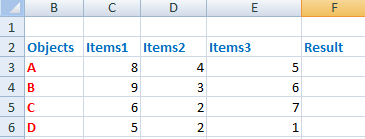 B C D E F
1
2 Objects Items1 Items2 Items3 Result
3 A 8 4 5
4 B 9 3 6
5 C 6 2 7
6 D 5 2 1